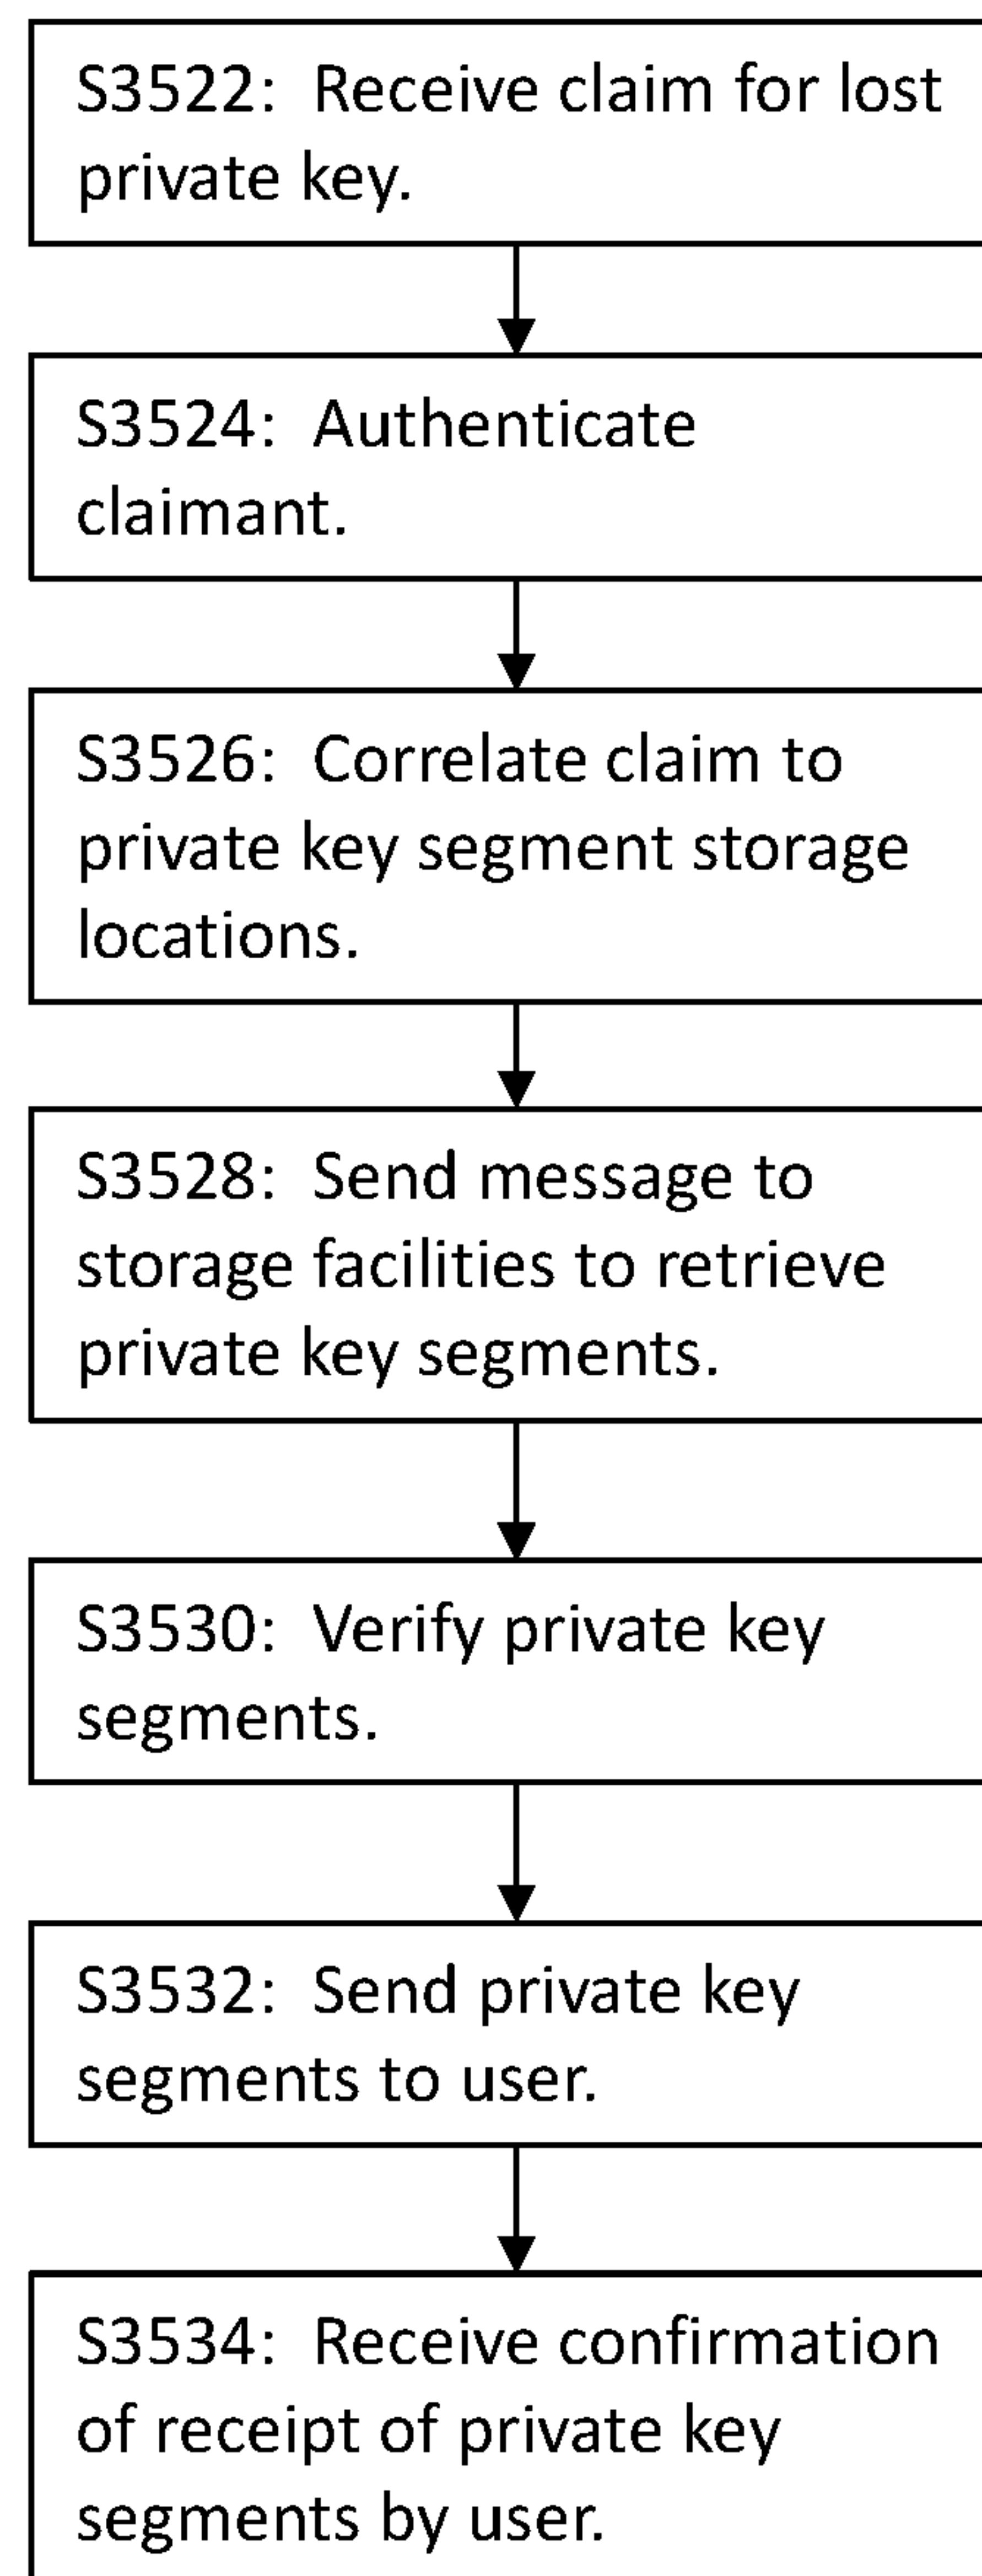 S3522: Receive claim for lost
private key.
S3524: Authenticate
claimant.
S3526: Correlate claim to
private key segment storage
locations.
S3528: Send message to
storage facilities to retrieve
private key segments.
S3530: Verify private key
segments.
S3532: Send private key
segments to user.
S3534: Receive confirmation
of receipt of private key
segments by user.